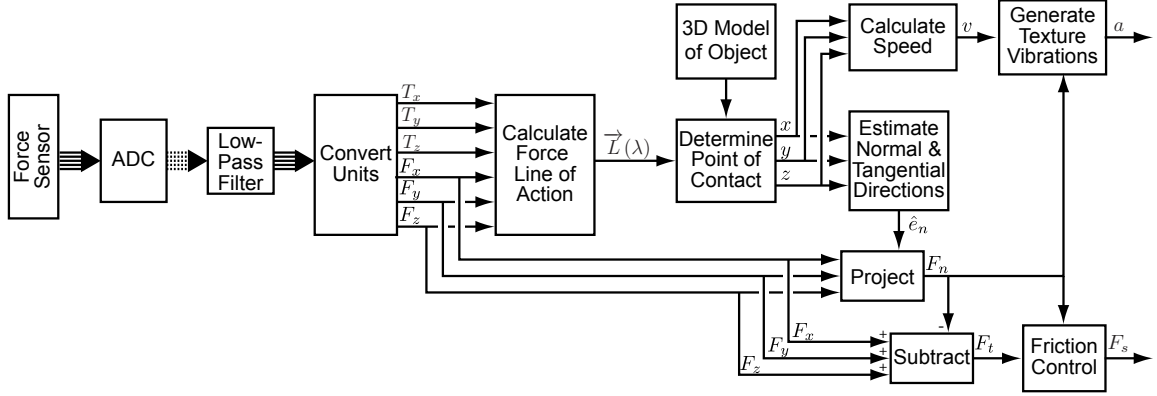 Force
Sensor
ADC
Low-
Pass
Filter
Convert
Units
T_x
T_y
T_z
F_x
F_y
F_z
Calculate
Force
Line of
Action
\overrightarrow{L}(λ)
3D Model
of Object
Determine
Point of
Contact
x
y
z
Calculate
Speed
v
Generate
Texture
Vibrations
a
Estimate
Normal &
Tangential
Directions
ê_n
Project
F_n
F_x
F_y
F_z
+
+
+
-
Subtract
F_t
Friction
Control
F_s